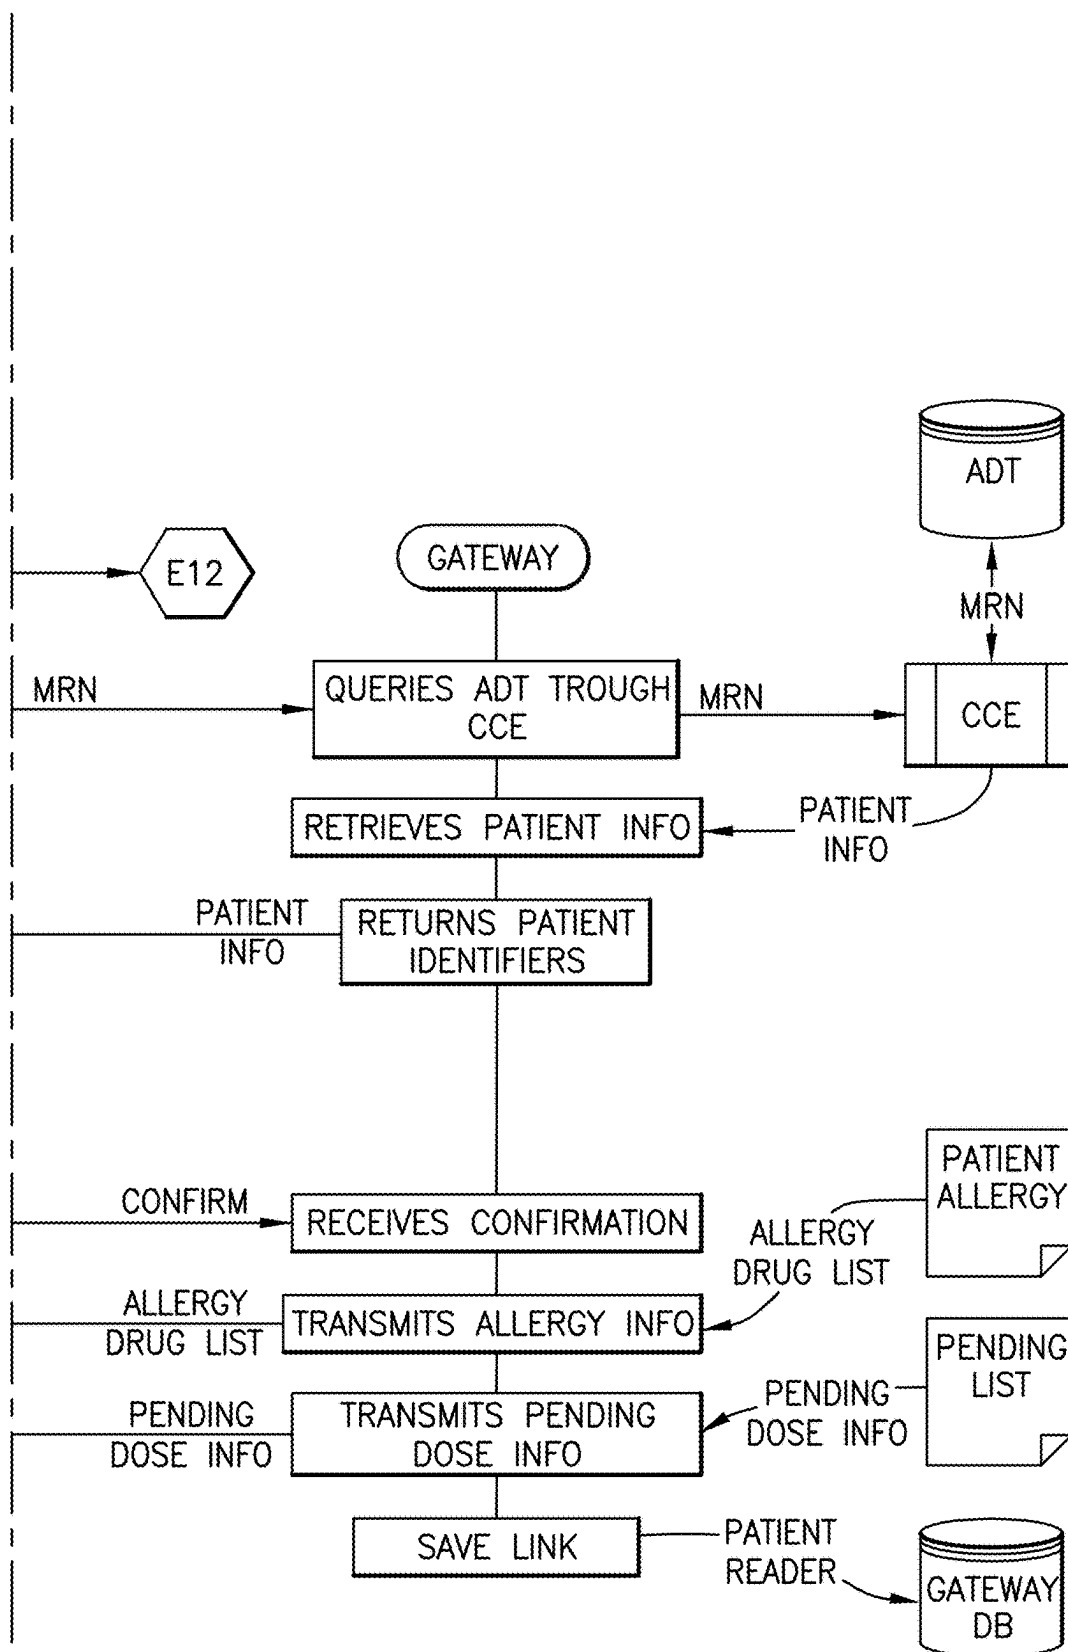 ADT
E12
GATEWAY
MRN
MRN
QUERIES ADT TROUGH
CCE
MRN
CCE
RETRIEVES PATIENT INFO
PATIENT
INFO
PATIENT
INFO
RETURNS PATIENT
IDENTIFIERS
PATIENT
ALLERGY
CONFIRM
RECEIVES CONFIRMATION
ALLERGY
DRUG LIST
ALLERGY
DRUG LIST
TRANSMITS ALLERGY INFO
PENDING
LIST
PENDING
DOSE INFO
TRANSMITS PENDING
DOSE INFO
PENDING
DOSE INFO
SAVE LINK
PATIENT
READER
GATEWAY
DB